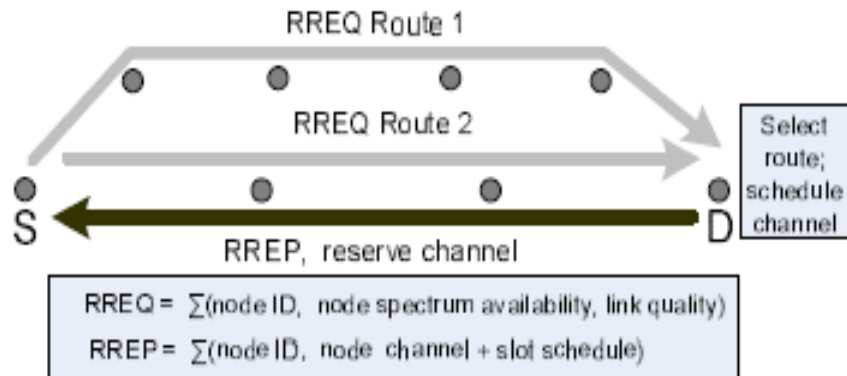 RREQ Route 1
RREQ Route 2
Select
route;
schedule
channel
S
D
RREP, reserve channel
RREQ = ∑(node ID, node spectrum availability, link quality)
RREP = ∑(node ID, node channel + slot schedule)